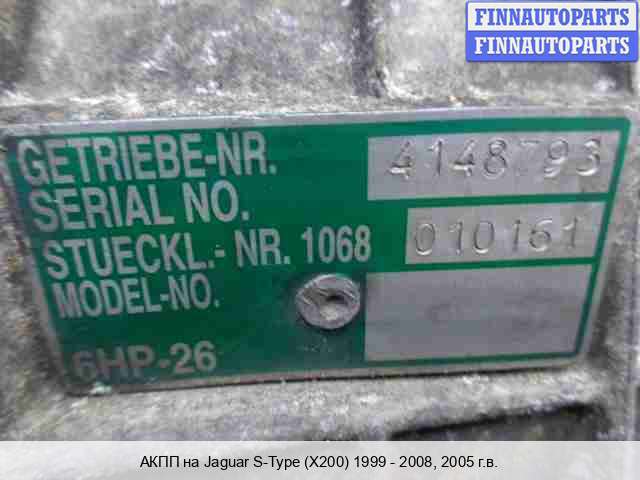 FINNAUTOPARTS
FINNAUTOPARTS
GETRIEBE-NR. 4148793
SERIAL NO.
STUECKL.- NR. 1068 010161
MODEL-NO.
6HP-26
АКПП на Jaguar S-Type (X200) 1999 - 2008, 2005 г.в.